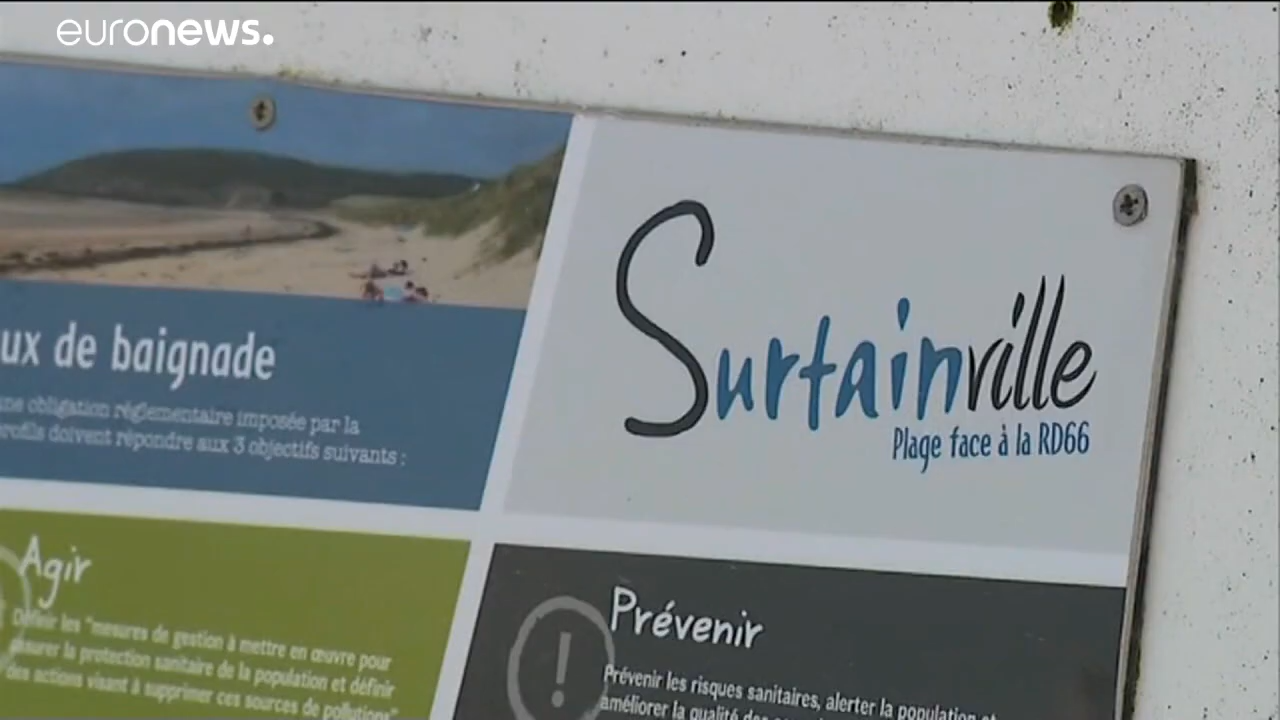 euronews.
ux de baignade
une obligation réglementaire imposée par la
profils doivent répondre aux 3 objectifs suivants :
Surtainville
Plage face à la RD66
Agir
Définir les "mesures de gestion à mettre en œuvre pour
assurer la protection sanitaire de la population et définir
des actions visant à supprimer ces sources de pollutions"
!
Prévenir
Prévenir les risques sanitaires, alerter la population et
améliorer la qualité des